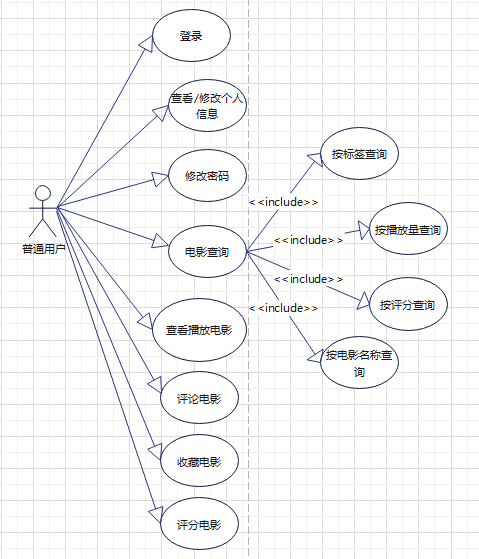 登录
查看/修改个人
信息
修改密码
普通用户
电影查询
查看播放电影
评论电影
收藏电影
评分电影
<<include>>
<<include>>
<<include>>
<<include>>
按标签查询
按播放量查询
按评分查询
按电影名称查
询